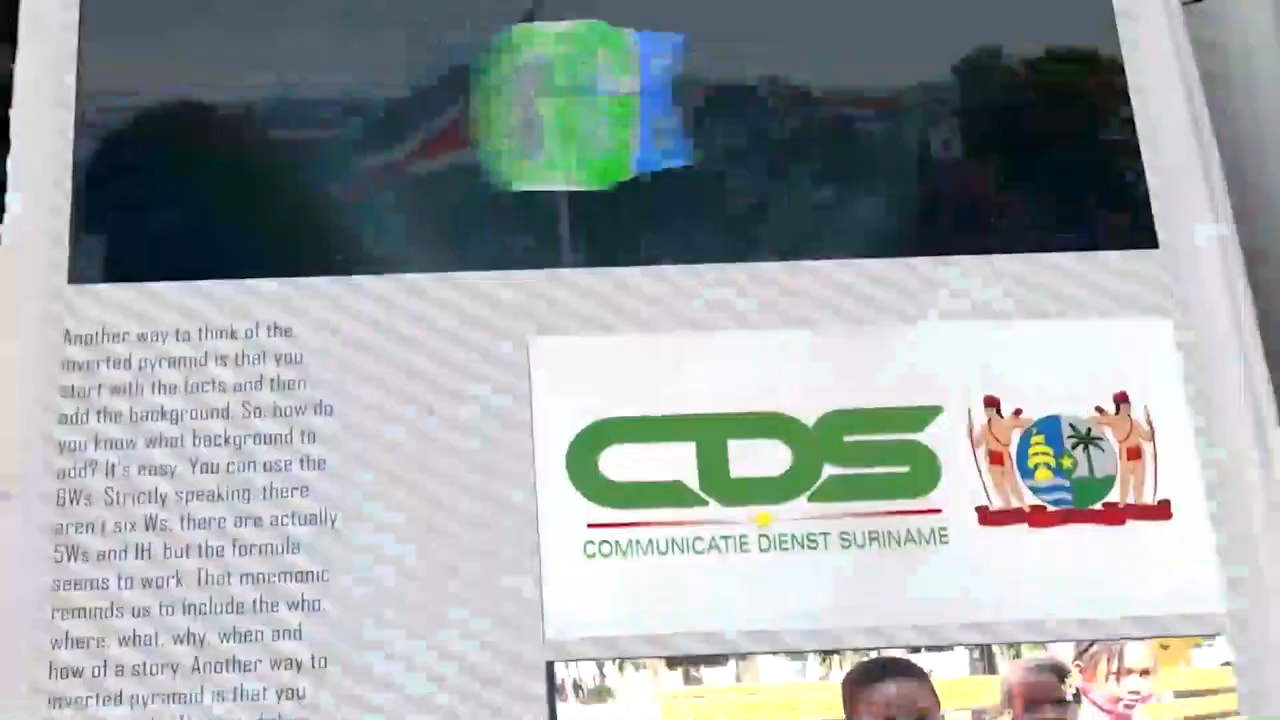 Another way to think of the
inverted pyramid is that you
start with the facts and then
add the background. So, how do
you know what background to
add? It's easy. You can use the
6Ws. Strictly speaking, there
aren't six Ws, there are actually
5Ws and 1H, but the formula
seems to work. That mnemonic
reminds us to include the who,
where, what, why, when and
how of a story. Another way to
inverted pyramid is that you
CDS
COMMUNICATIE DIENST SURINAME